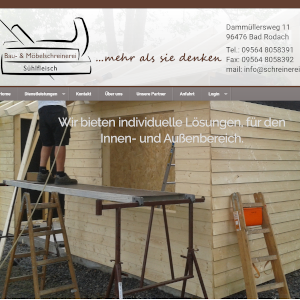 Bau- & Möbelschreinerei
Sühlfleisch
...mehr als sie denken
Dammüllersweg 11
96476 Bad Rodach
Tel.: 09564 8058391
Fax: 09564 8058392
mail: info@schreinerei
Home Dienstleistungen Kontakt Über uns Unsere Partner Anfahrt Login
Wir bieten individuelle Lösungen, für den
Innen- und Außenbereich.